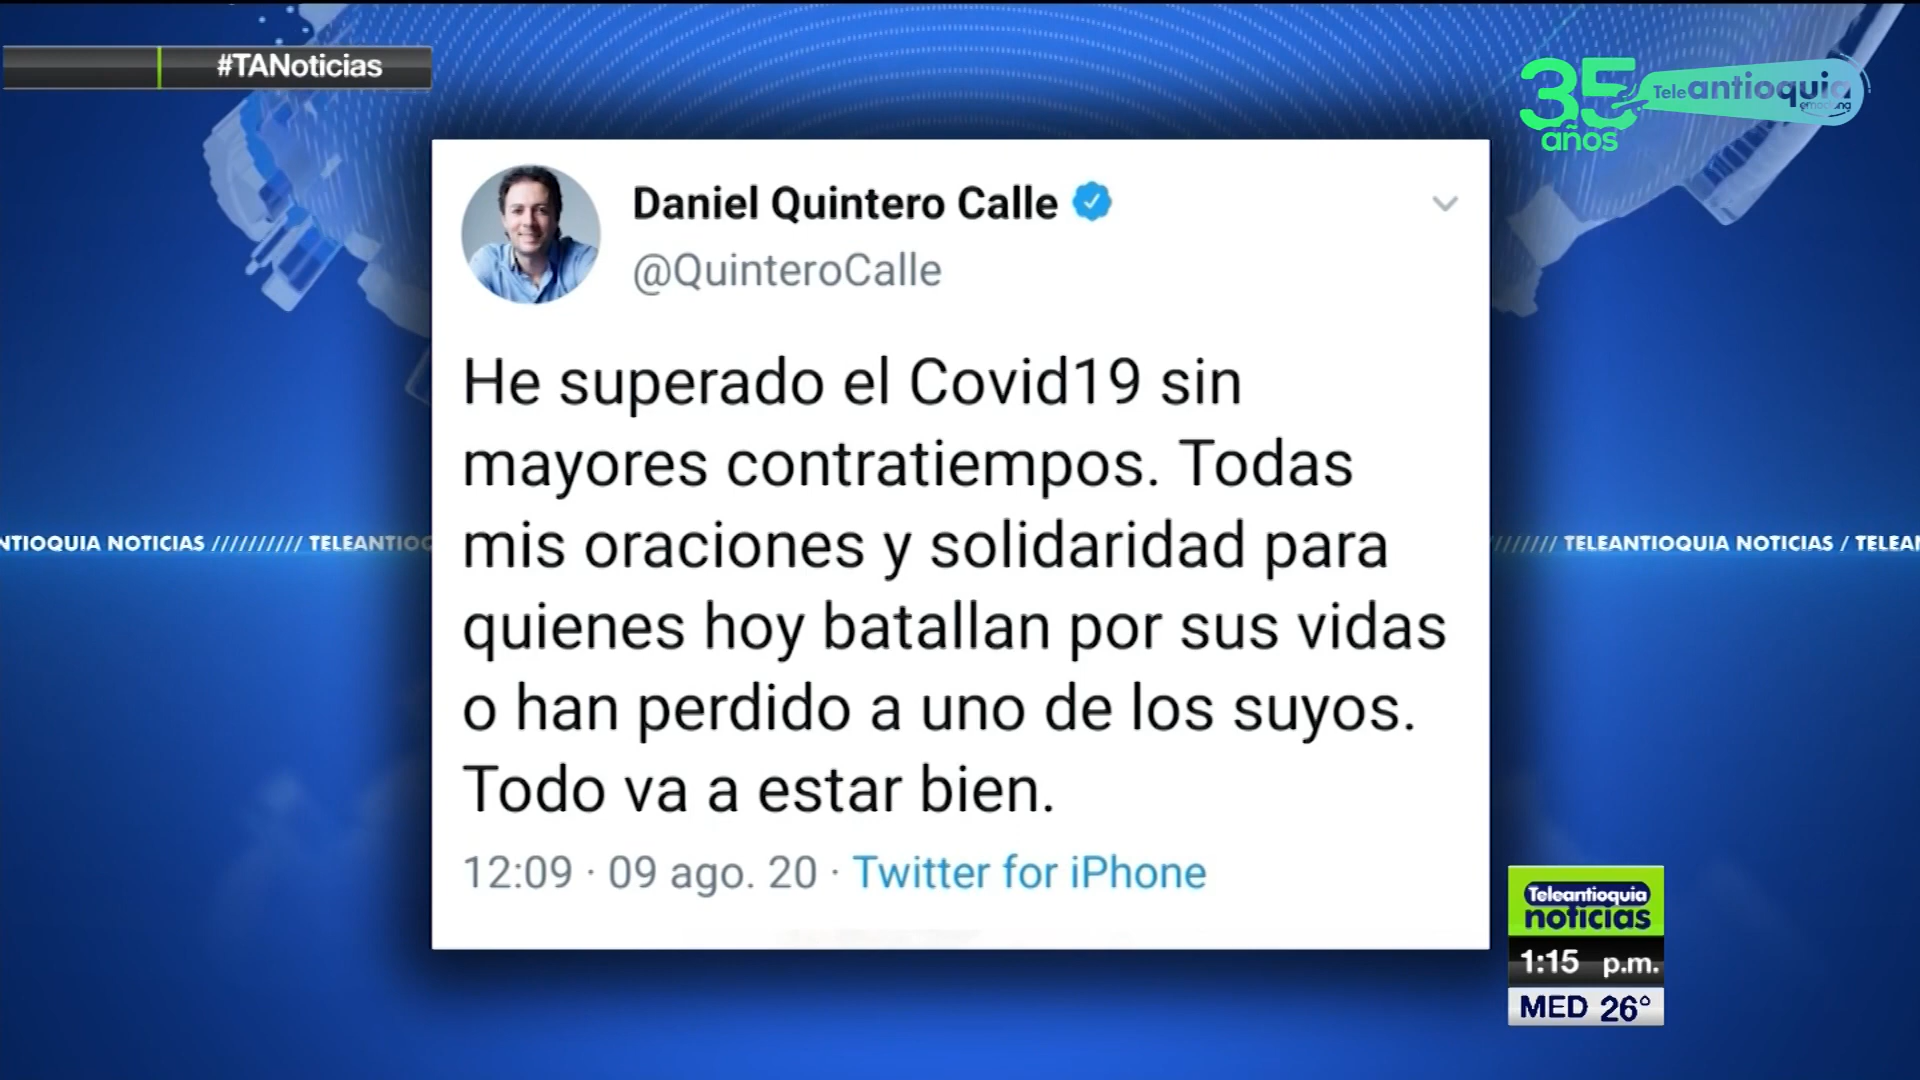 #TANoticias
35 años
Teleantioquia
Daniel Quintero Calle
@QuinteroCalle
He superado el Covid19 sin
mayores contratiempos. Todas
mis oraciones y solidaridad para
quienes hoy batallan por sus vidas
o han perdido a uno de los suyos.
Todo va a estar bien.
12:09 · 09 ago. 20 · Twitter for iPhone
NTIOQUIA NOTICIAS ////////// TELEANTIOQ
/////// TELEANTIOQUIA NOTICIAS / TELEAN
Teleantioquia
noticias
1:15 p.m.
MED 26°